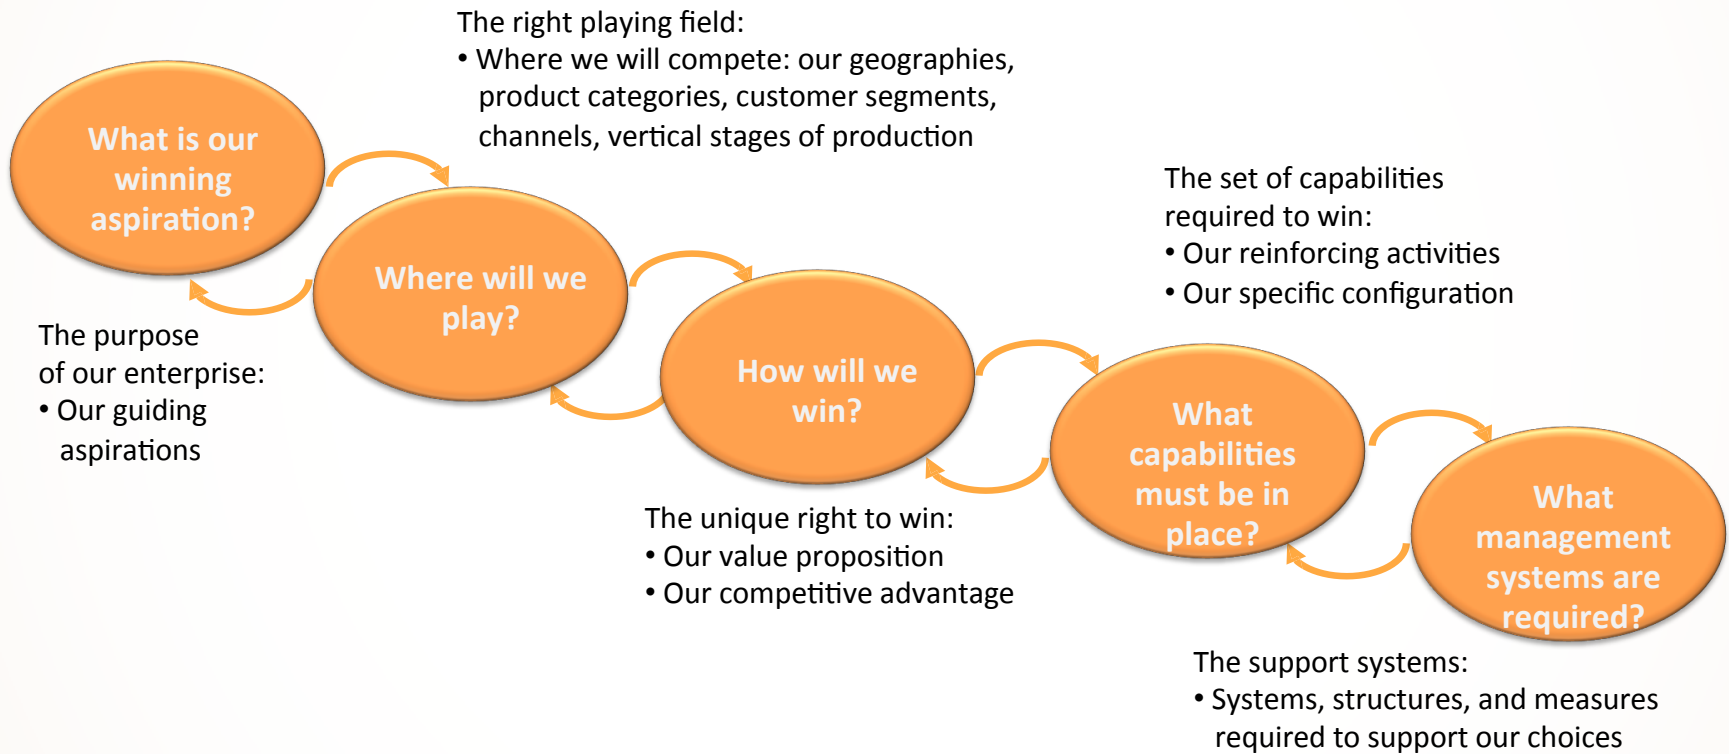 What is our
winning
aspiration?
The purpose
of our enterprise:
• Our guiding
aspirations
The right playing field:
• Where we will compete: our geographies,
product categories, customer segments,
channels, vertical stages of production
Where will we
play?
How will we
win?
The unique right to win:
• Our value proposition
• Our competitive advantage
The set of capabilities
required to win:
• Our reinforcing activities
• Our specific configuration
What
capabilities
must be in
place?
What
management
systems are
required?
The support systems:
• Systems, structures, and measures
required to support our choices